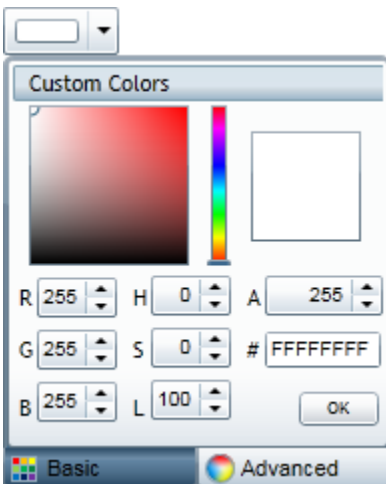 Custom Colors
R 255 H 0 A 255
G 255 S 0 # FFFFFFFF
B 255 L 100 OK
Basic Advanced